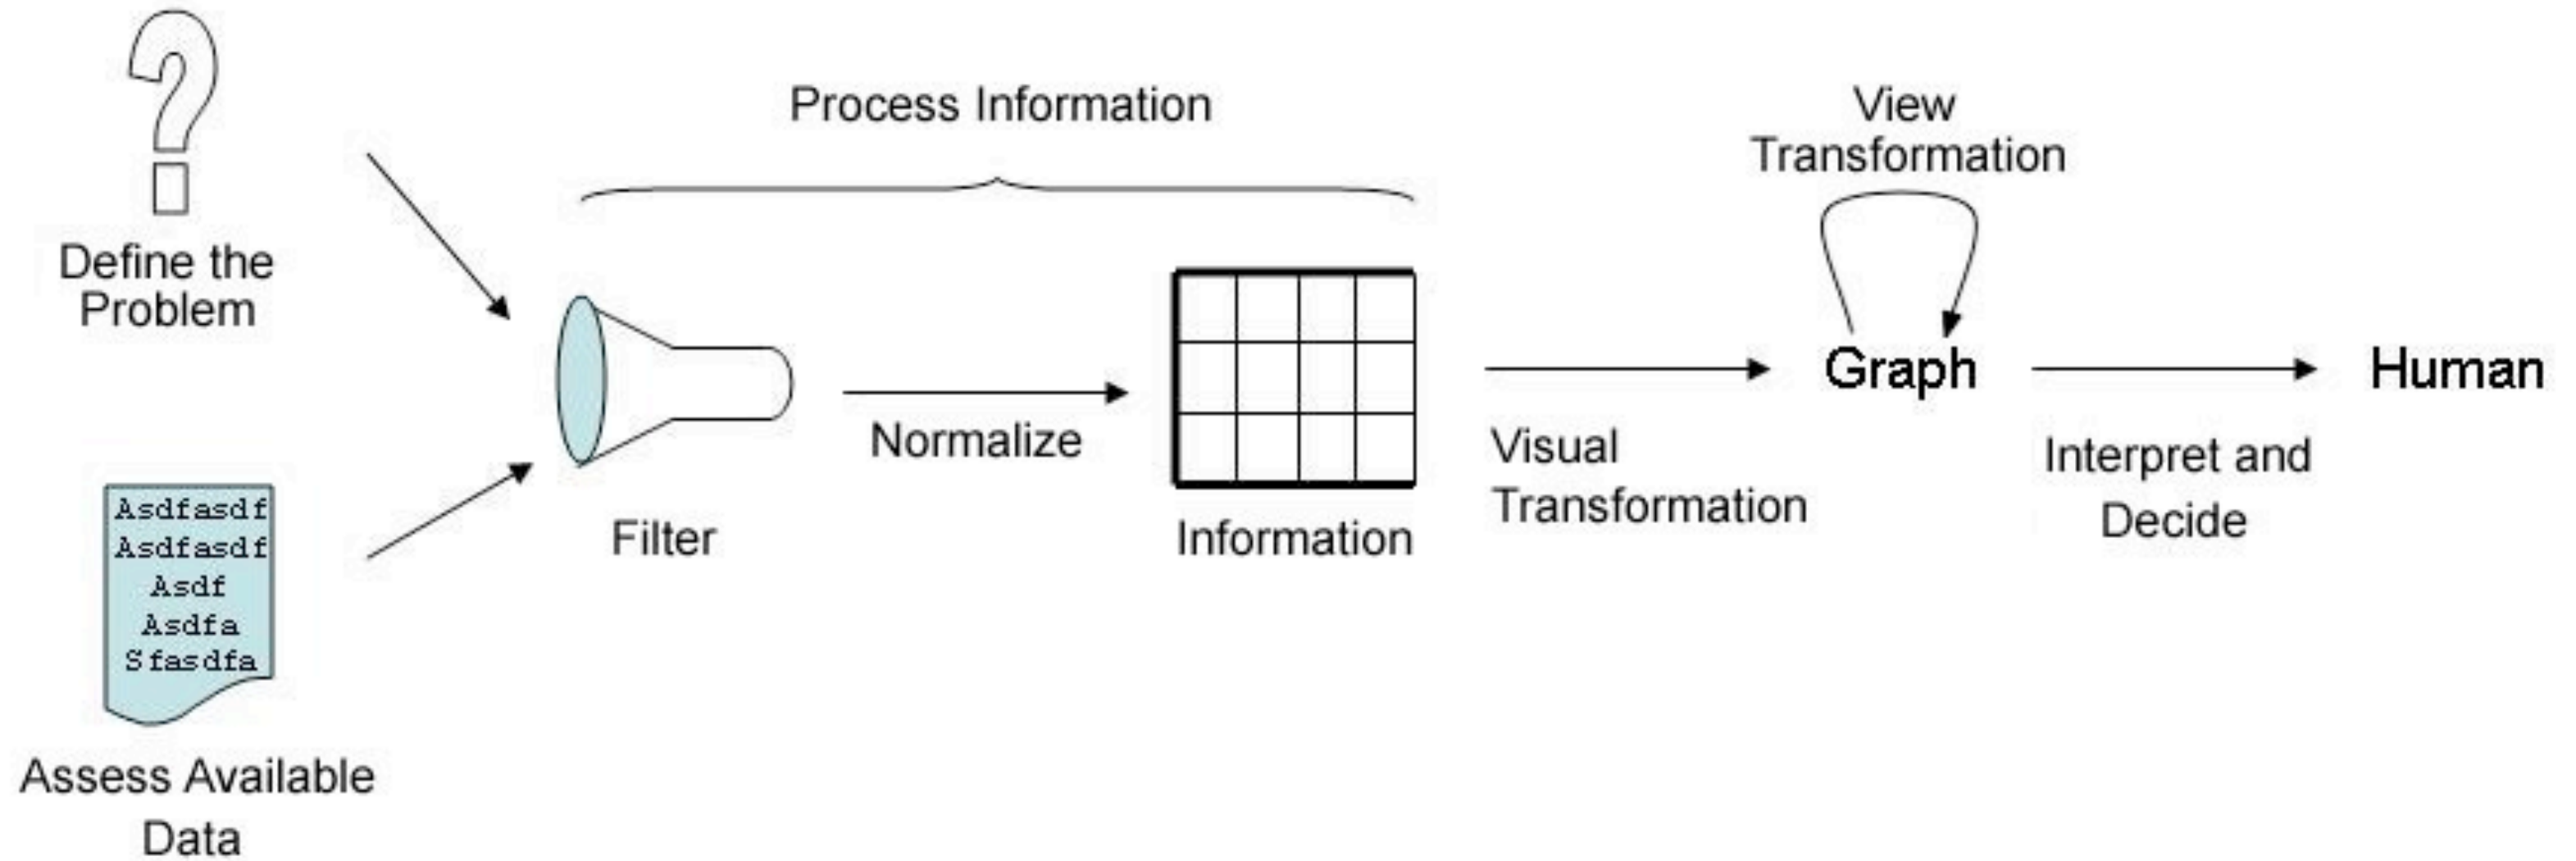 Define the
Problem
Asdfasdf
Asdfasdf
Asdf
Asdfa
Sfasdfa
Assess Available
Data
Process Information
Filter
Normalize
Information
Visual
Transformation
View
Transformation
Graph
Interpret and
Decide
Human